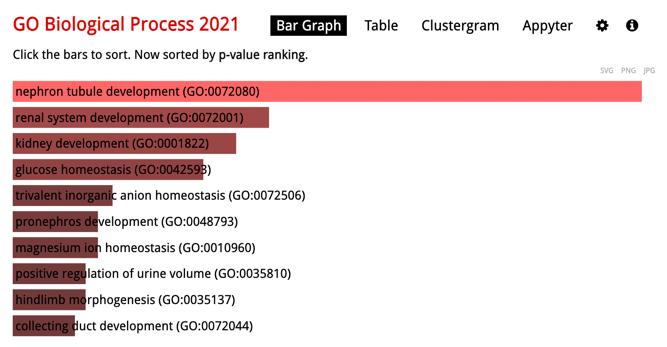 GO Biological Process 2021
Bar Graph Table Clustergram Appyter
Click the bars to sort. Now sorted by p-value ranking.
SVG PNG JPG
nephron tubule development (GO:0072080)
renal system development (GO:0072001)
kidney development (GO:0001822)
glucose homeostasis (GO:0042593)
trivalent inorganic anion homeostasis (GO:0072506)
pronephros development (GO:0048793)
magnesium ion homeostasis (GO:0010960)
positive regulation of urine volume (GO:0035810)
hindlimb morphogenesis (GO:0035137)
collecting duct development (GO:0072044)